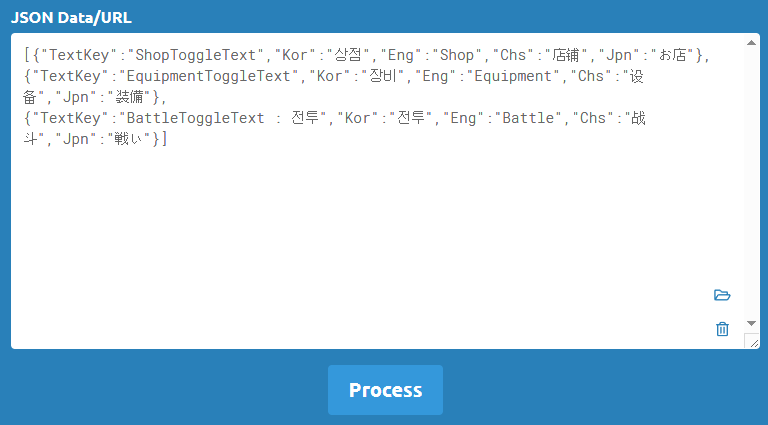 JSON Data/URL
[{"TextKey":"ShopToggleText","Kor":"상점","Eng":"Shop","Chs":"店铺","Jpn":"お店"},
{"TextKey":"EquipmentToggleText","Kor":"장비","Eng":"Equipment","Chs":"设
备","Jpn":"装備"},
{"TextKey":"BattleToggleText : 전투","Kor":"전투","Eng":"Battle","Chs":"战
斗","Jpn":"戦い"}]
Process